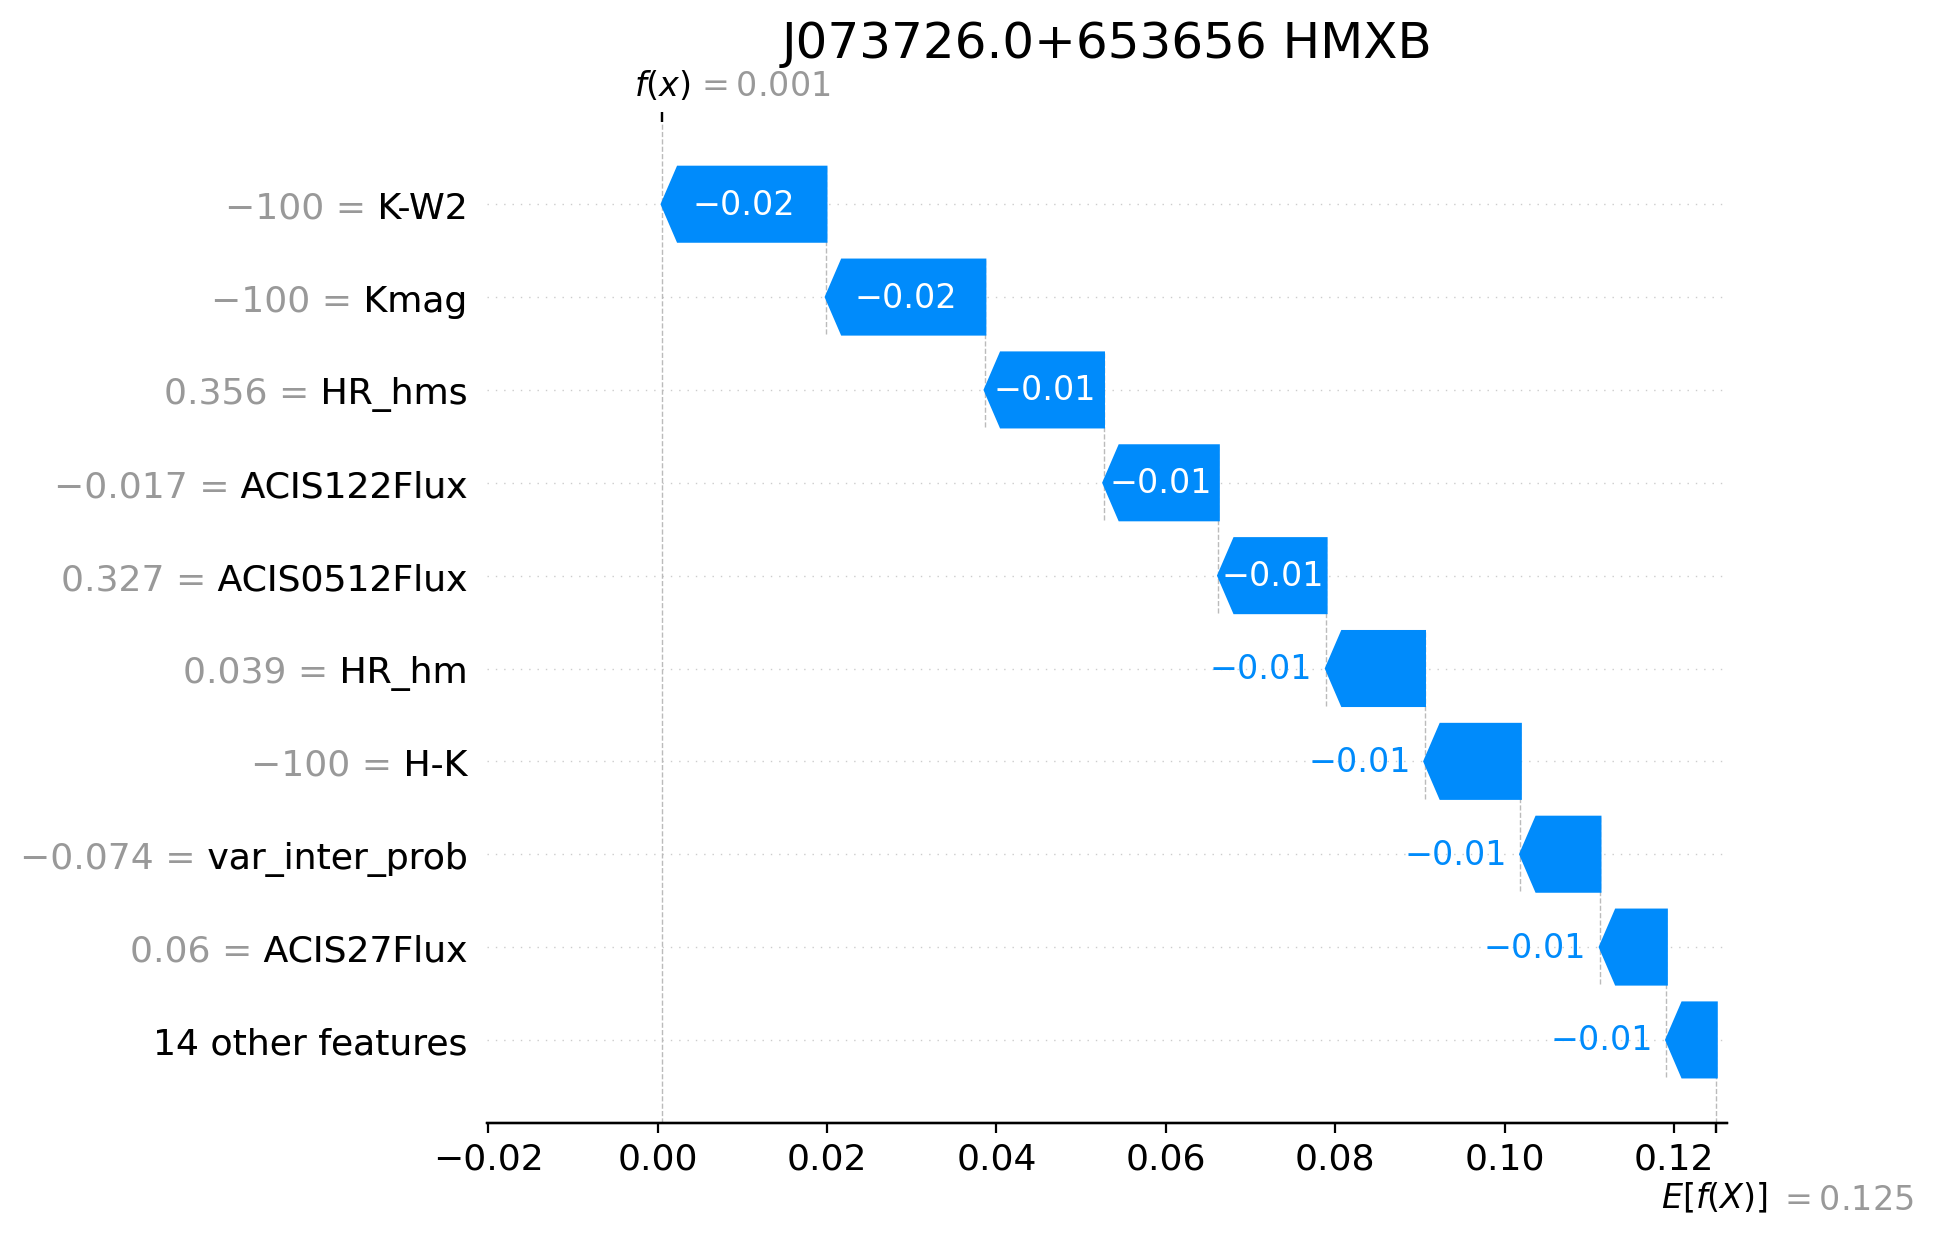 J073726.0+653656 HMXB
f(x) = 0.001
−100 = K-W2
−0.02
−100 = Kmag
−0.02
0.356 = HR_hms
−0.01
−0.017 = ACIS122Flux
−0.01
0.327 = ACIS0512Flux
−0.01
0.039 = HR_hm
−0.01
−100 = H-K
−0.01
−0.074 = var_inter_prob
−0.01
0.06 = ACIS27Flux
−0.01
14 other features
−0.01
−0.02 0.00 0.02 0.04 0.06 0.08 0.10 0.12
E[f(X)] = 0.125